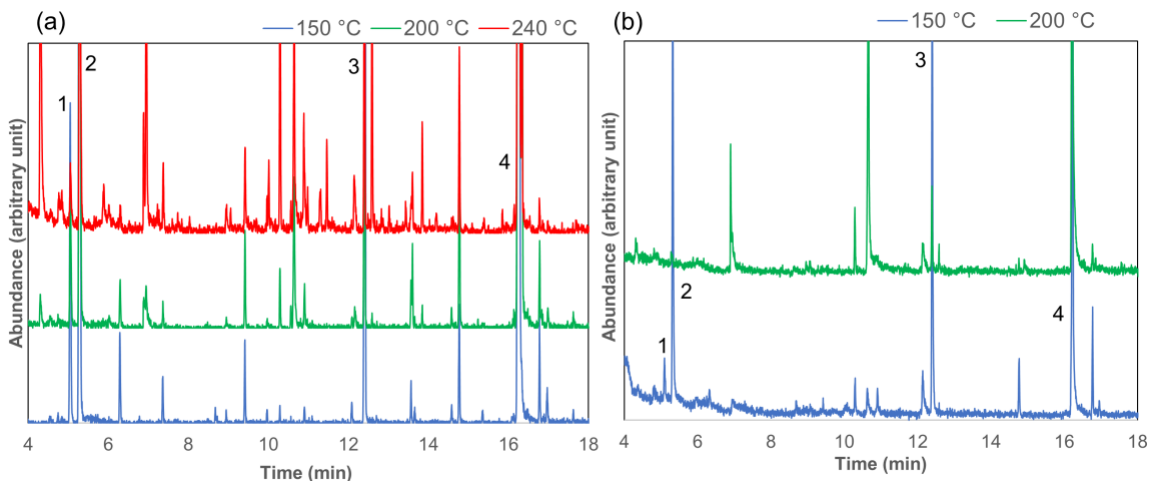 (a)
150 °C 200 °C 240 °C
1
2
3
4
Abundance (arbitrary unit)
4 6 8 10 12 14 16 18
Time (min)
(b)
150 °C 200 °C
1
2
3
4
Abundance (arbitrary unit)
4 6 8 10 12 14 16 18
Time (min)